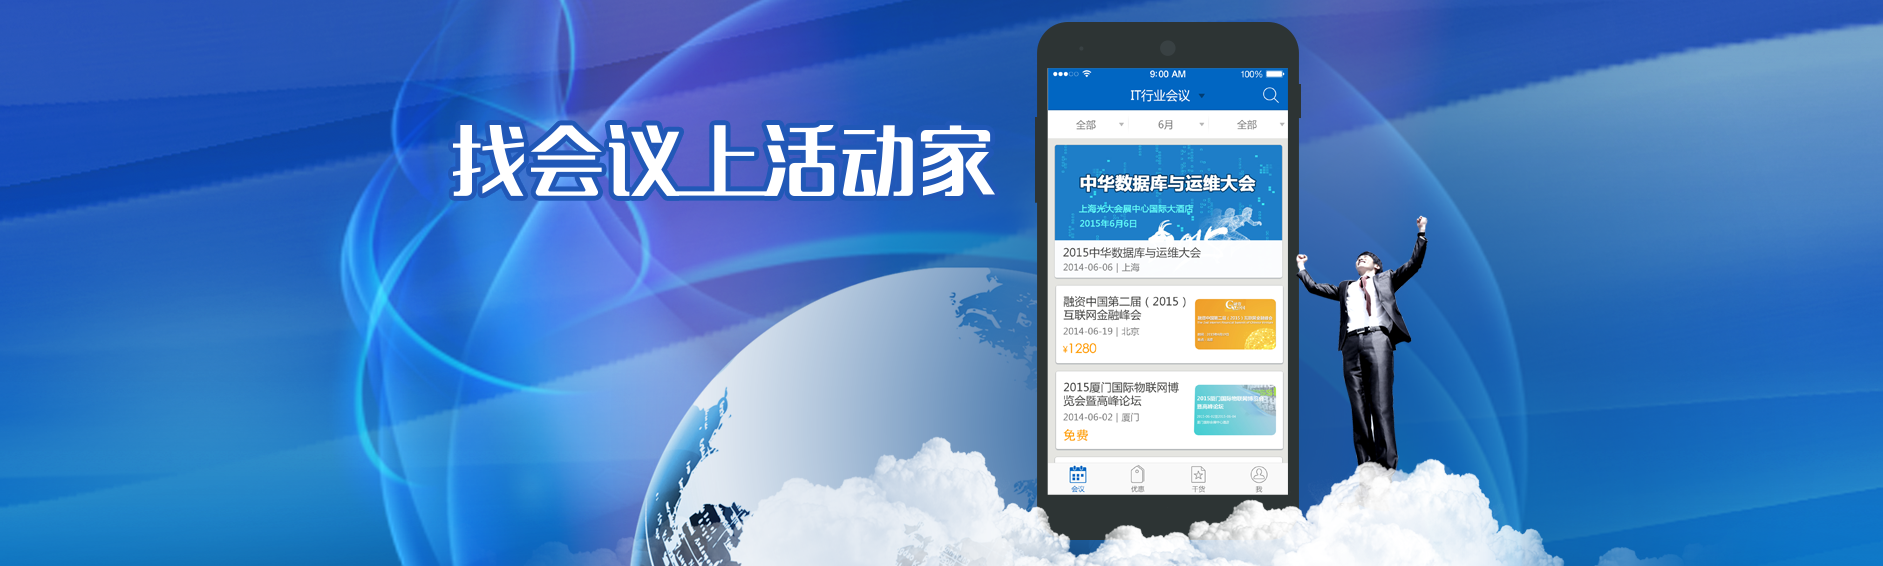 找会议上活动家
9:00 AM
100%
IT行业会议
全部
6月
全部
中华数据库与运维大会
上海光大会展中心国际大酒店
2015年6月6日
2015中华数据库与运维大会
2014-06-06 | 上海
融资中国第二届（2015）
互联网金融峰会
2014-06-19 | 北京
¥1280
2015厦门国际物联网博
览会暨高峰论坛
2014-06-02 | 厦门
免费
会议
优惠
干货
我